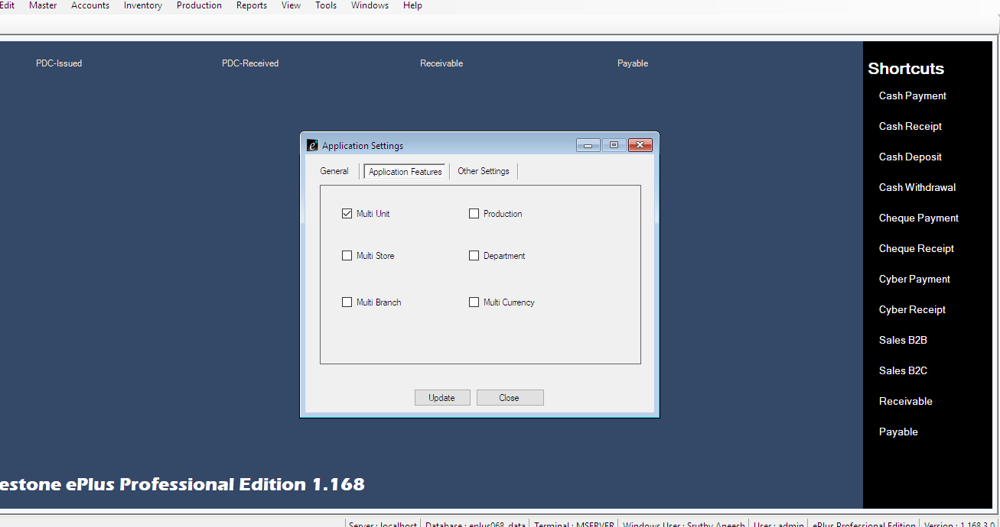 Edit Master Accounts Inventory Production Reports View Tools Windows Help
PDC-Issued PDC-Received Receivable Payable
Shortcuts
Cash Payment
Cash Receipt
Cash Deposit
Cash Withdrawal
Cheque Payment
Cheque Receipt
Cyber Payment
Cyber Receipt
Sales B2B
Sales B2C
Receivable
Payable
Application Settings
General Application Features Other Settings
Multi Unit Production
Multi Store Department
Multi Branch Multi Currency
Update Close
estone ePlus Professional Edition 1.168
Server : localhost Database : eplus068_data Terminal : MSERVER Windows User : Sruthy Aneesh User : admin ePlus Professional Edition Version : 1.168.3.0